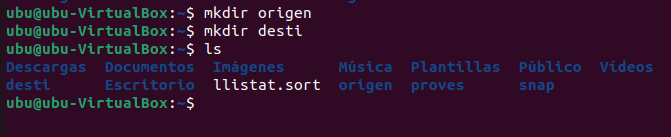 ubu@ubu-VirtualBox:~$ mkdir origen
ubu@ubu-VirtualBox:~$ mkdir desti
ubu@ubu-VirtualBox:~$ ls
Descargas  Documentos  Imágenes     Música  Plantillas  Público  Vídeos
desti      Escritorio  llistat.sort  origen  proves      snap
ubu@ubu-VirtualBox:~$